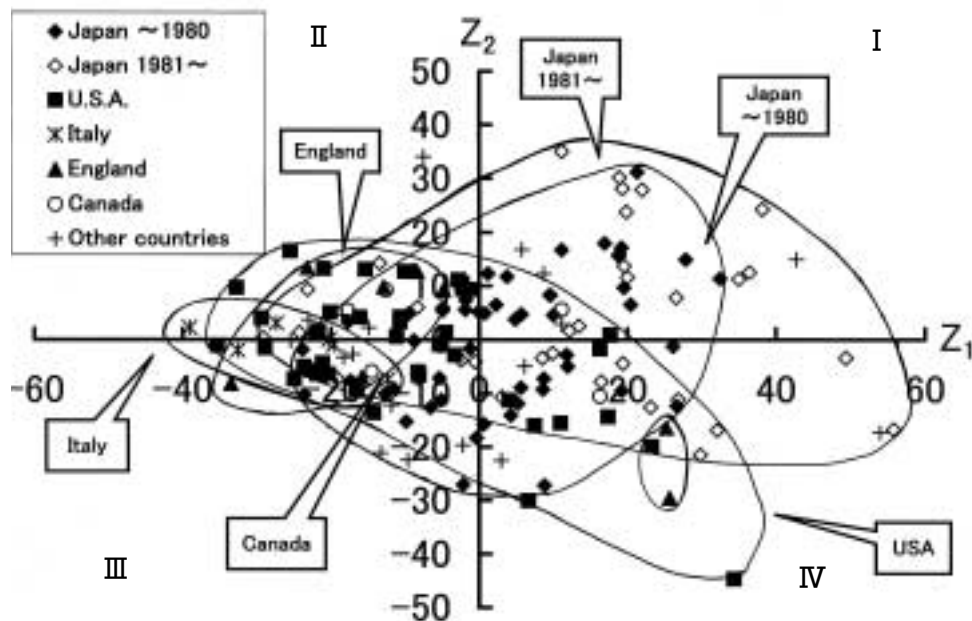 Japan ～1980
Japan 1981～
U.S.A.
Italy
England
Canada
Other countries
Ⅱ
Z2
Ⅰ
Japan
1981～
Japan
～1980
England
50
40
30
20
10
Z1
-60
-40
-20
20
40
60
-10
-20
-30
-40
-50
Italy
Canada
USA
Ⅲ
Ⅳ